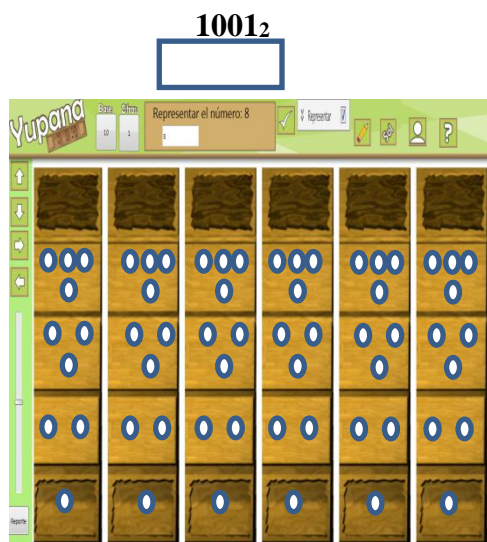 1001₂
Yupana
Base
Cifras
10
1
Representar el número: 8
8
Representar
?
Reporte